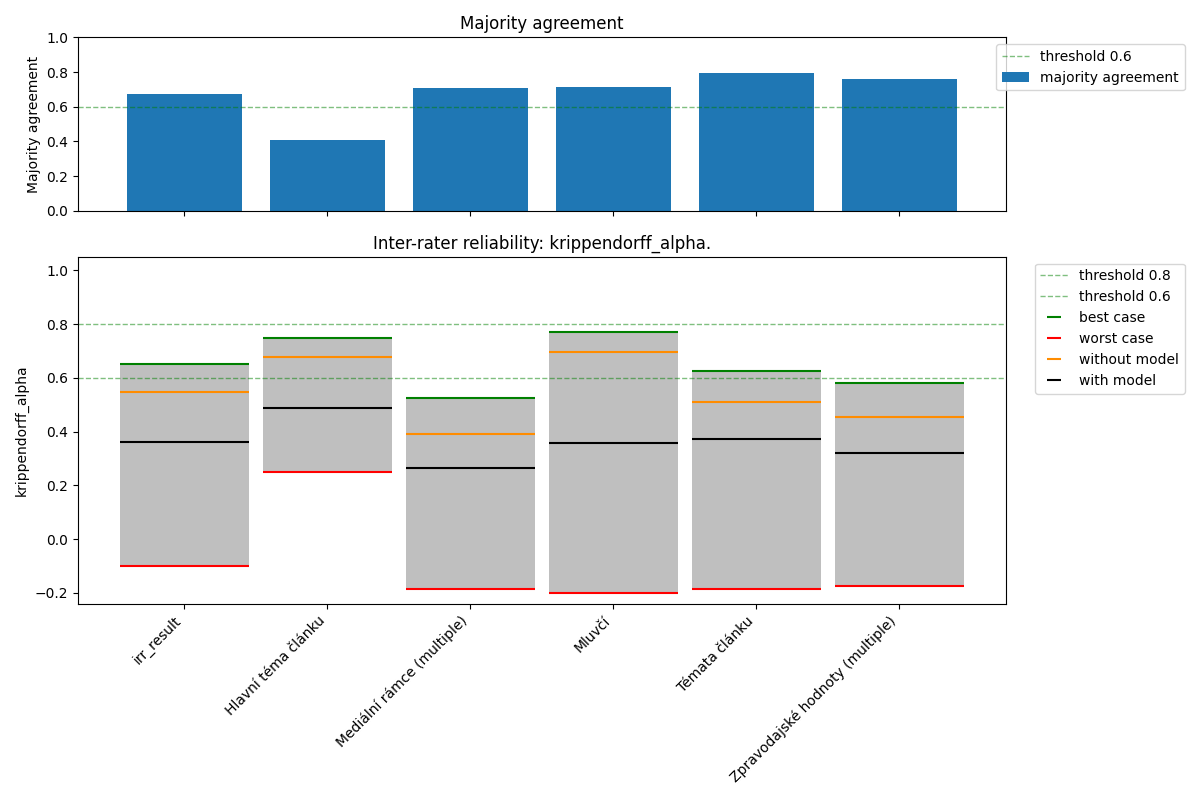 Majority agreement
Majority agreement
1.0
0.8
0.6
0.4
0.2
0.0
threshold 0.6
majority agreement
Inter-rater reliability: krippendorff_alpha.
krippendorff_alpha
1.0
0.8
0.6
0.4
0.2
0.0
−0.2
threshold 0.8
threshold 0.6
best case
worst case
without model
with model
irr_result
Hlavní téma článku
Mediální rámce (multiple)
Mluvčí
Témata článku
Zpravodajské hodnoty (multiple)